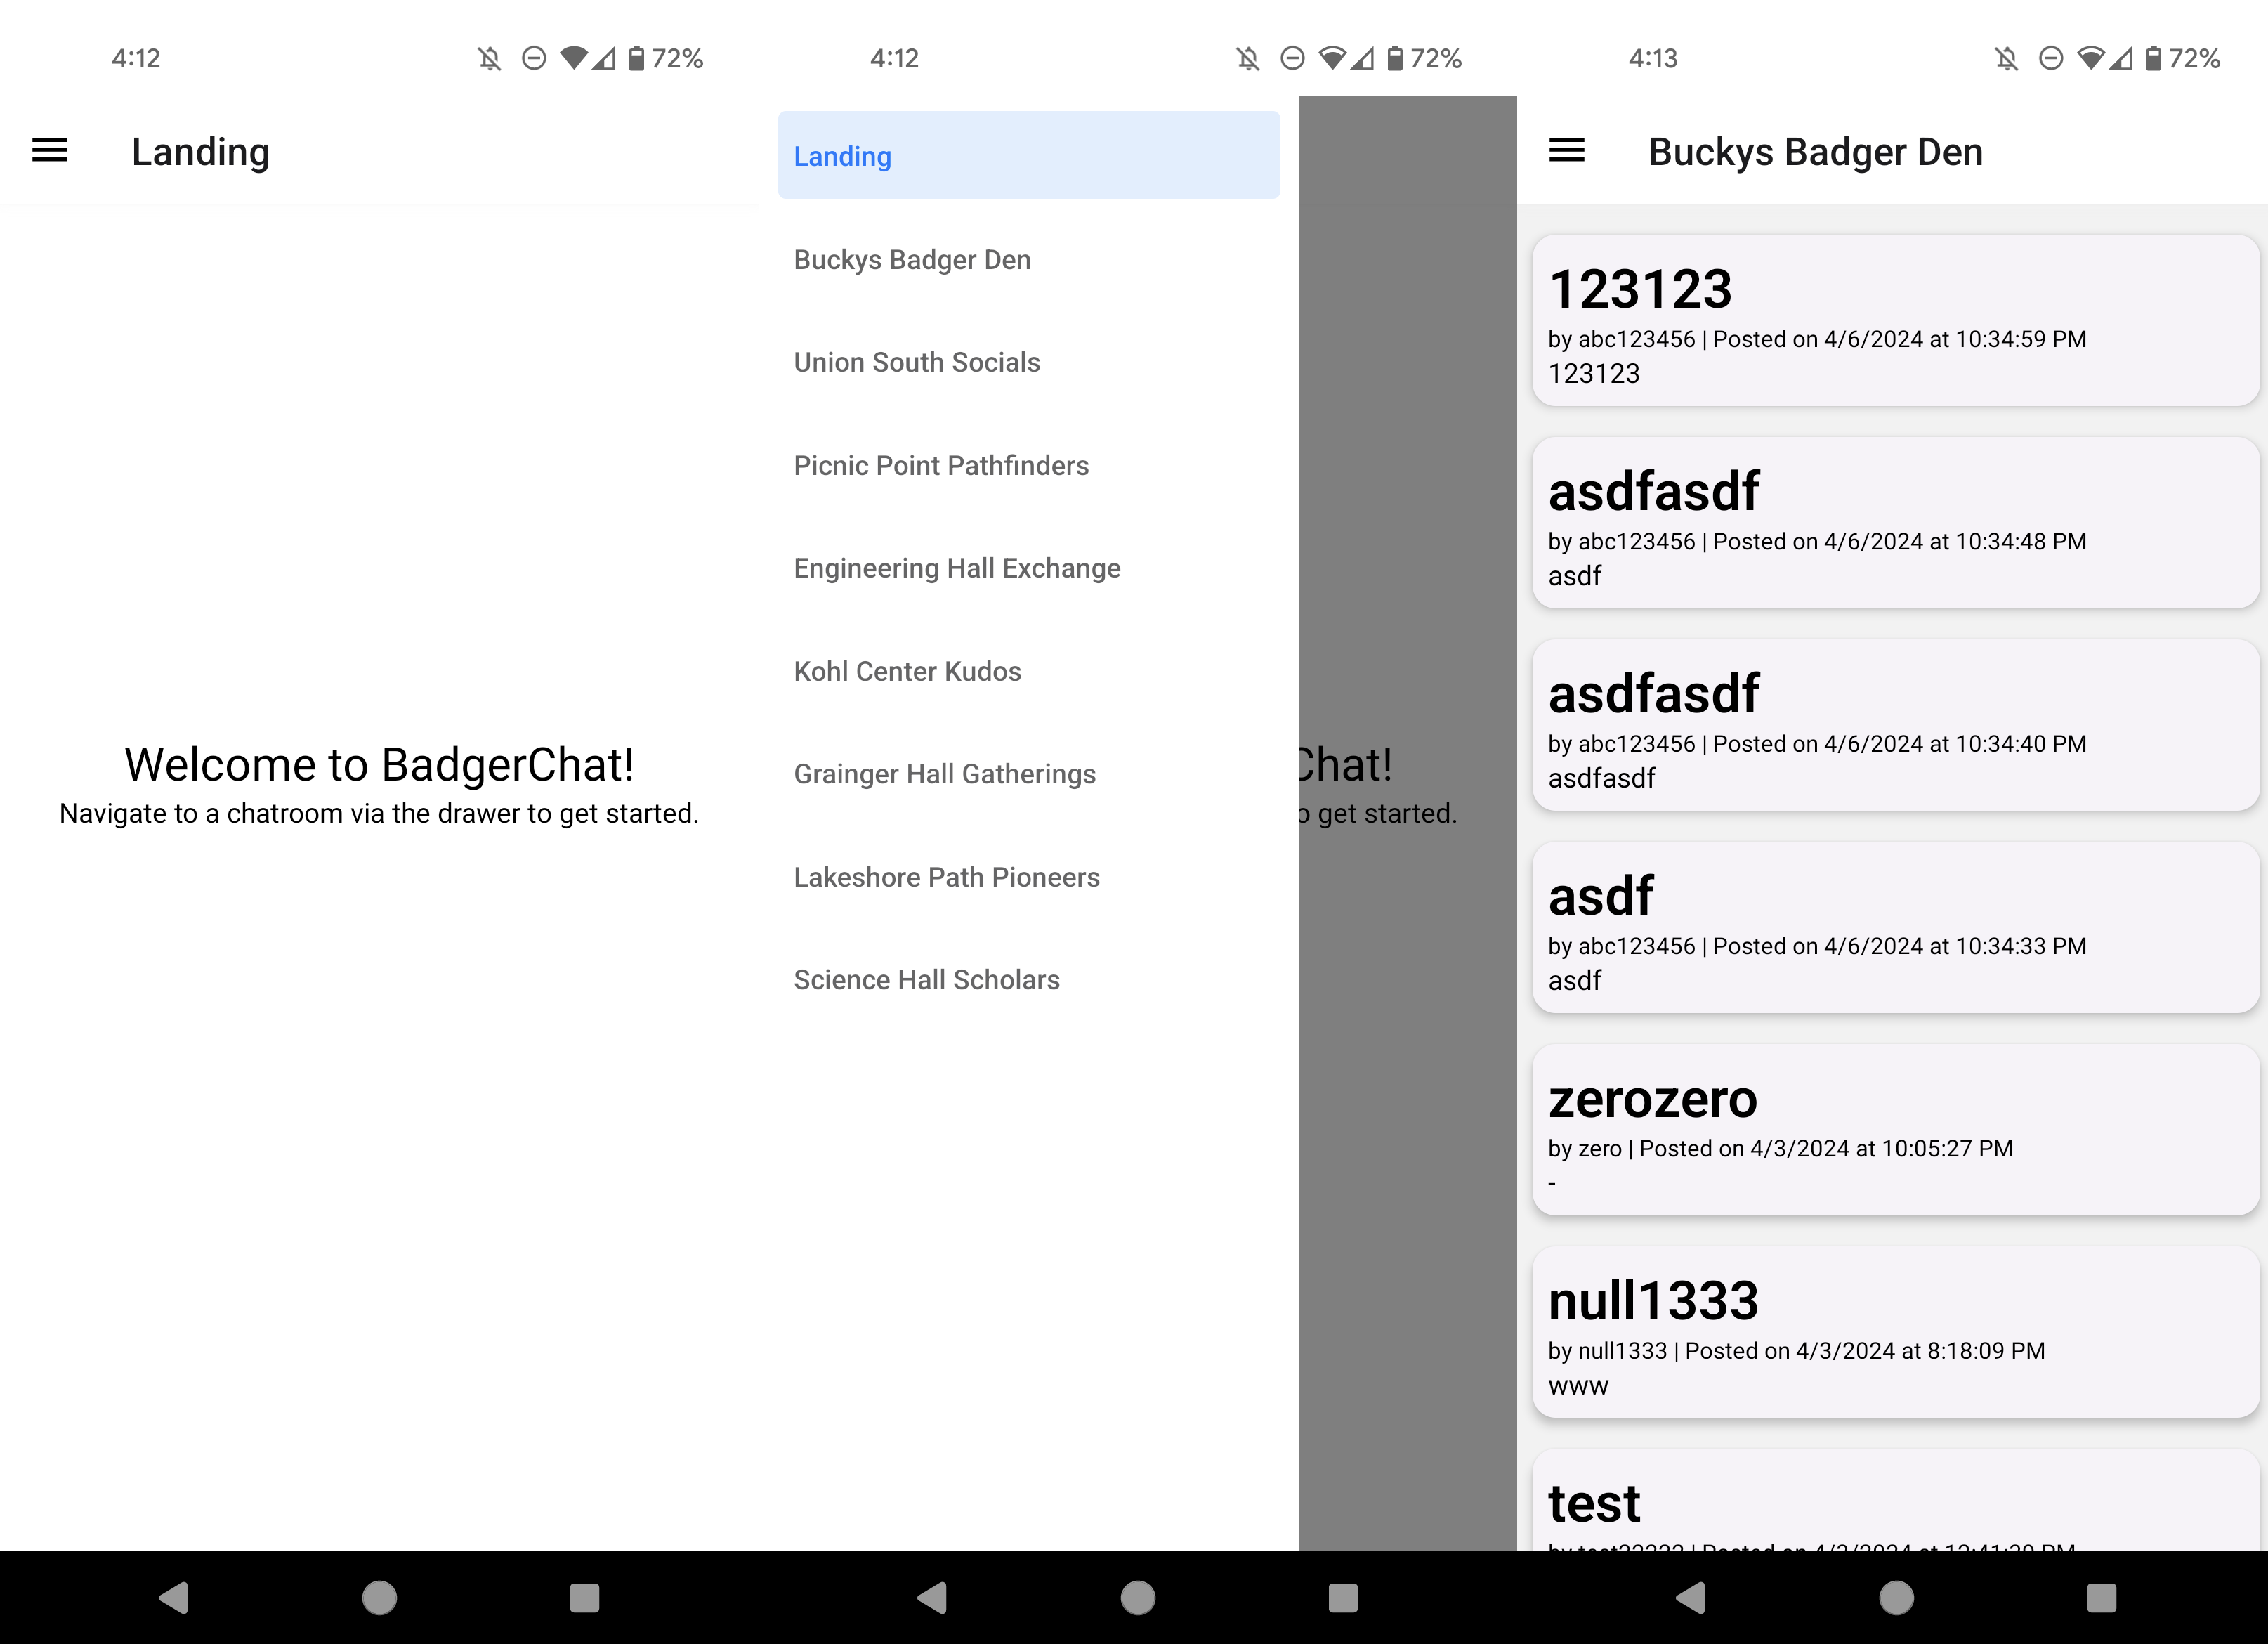 4:12
72%
Landing
Welcome to BadgerChat!
Navigate to a chatroom via the drawer to get started.
4:12
72%
Landing
Buckys Badger Den
Union South Socials
Picnic Point Pathfinders
Engineering Hall Exchange
Kohl Center Kudos
Grainger Hall Gatherings
Lakeshore Path Pioneers
Science Hall Scholars
Chat!
o get started.
4:13
72%
Buckys Badger Den
123123
by abc123456 | Posted on 4/6/2024 at 10:34:59 PM
123123
asdfasdf
by abc123456 | Posted on 4/6/2024 at 10:34:48 PM
asdf
asdfasdf
by abc123456 | Posted on 4/6/2024 at 10:34:40 PM
asdfasdf
asdf
by abc123456 | Posted on 4/6/2024 at 10:34:33 PM
asdf
zerozero
by zero | Posted on 4/3/2024 at 10:05:27 PM
-
null1333
by null1333 | Posted on 4/3/2024 at 8:18:09 PM
www
test
by | Posted on at PM